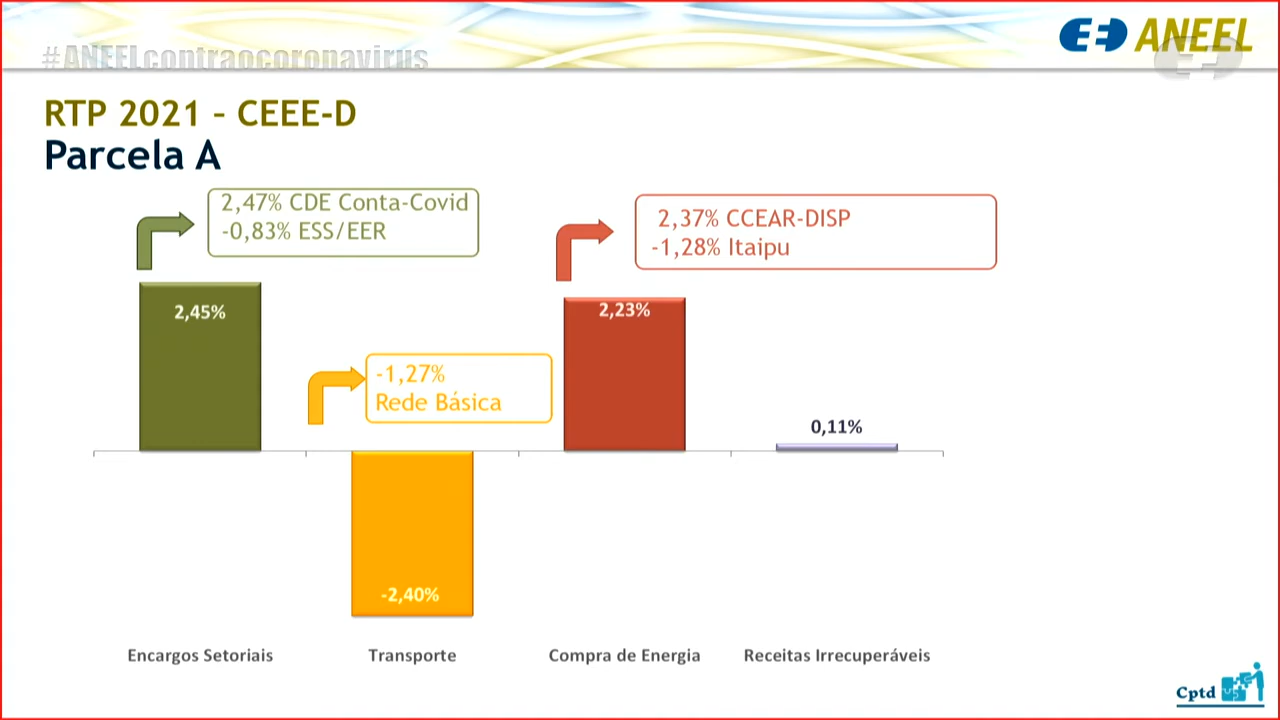 #ANEELcontraocoronavirus
ANEEL
RTP 2021 – CEEE-D
Parcela A
2,47% CDE Conta-Covid
-0,83% ESS/EER
2,37% CCEAR-DISP
-1,28% Itaipu
2,45%
2,23%
-1,27%
Rede Básica
0,11%
-2,40%
Encargos Setoriais
Transporte
Compra de Energia
Receitas Irrecuperáveis
Cptd